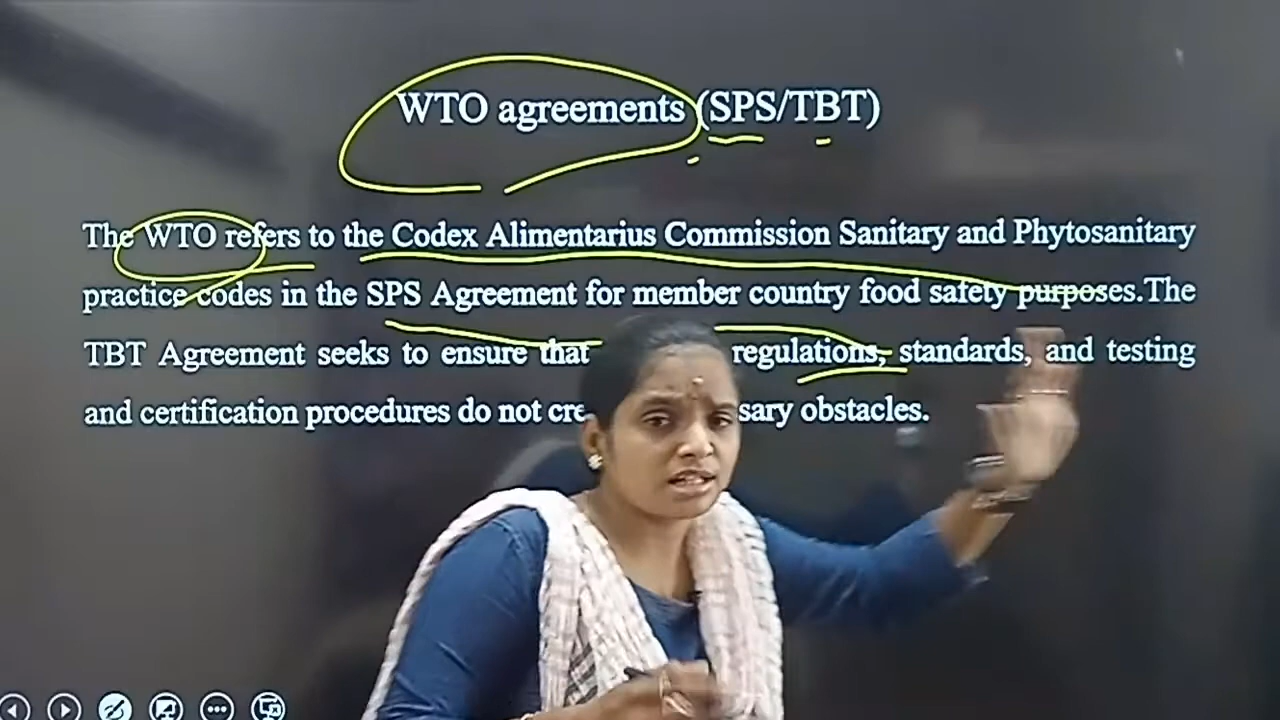 WTO agreements (SPS/TBT)
The WTO refers to the Codex Alimentarius Commission Sanitary and Phytosanitary
practice codes in the SPS Agreement for member country food safety purposes.The
TBT Agreement seeks to ensure that regulations, standards, and testing
and certification procedures do not obstacles.